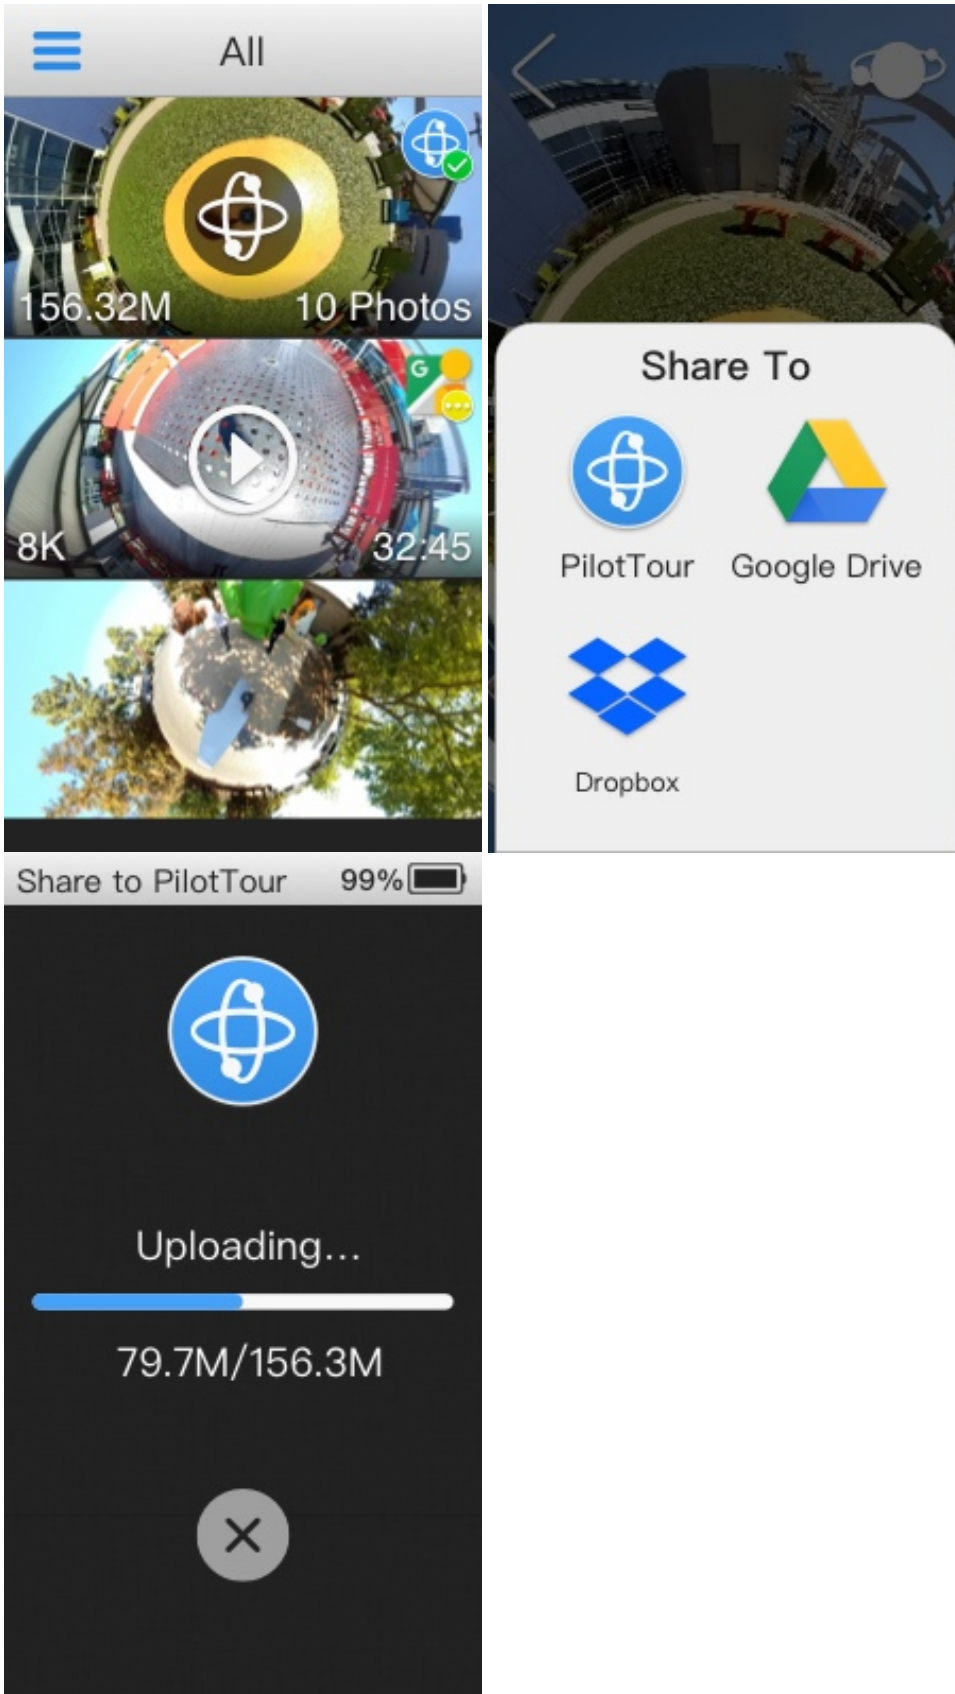 All
156.32M
10 Photos
G
8K
32:45
Share To
PilotTour
Google Drive
Dropbox
Share to PilotTour
99%
Uploading...
79.7M/156.3M